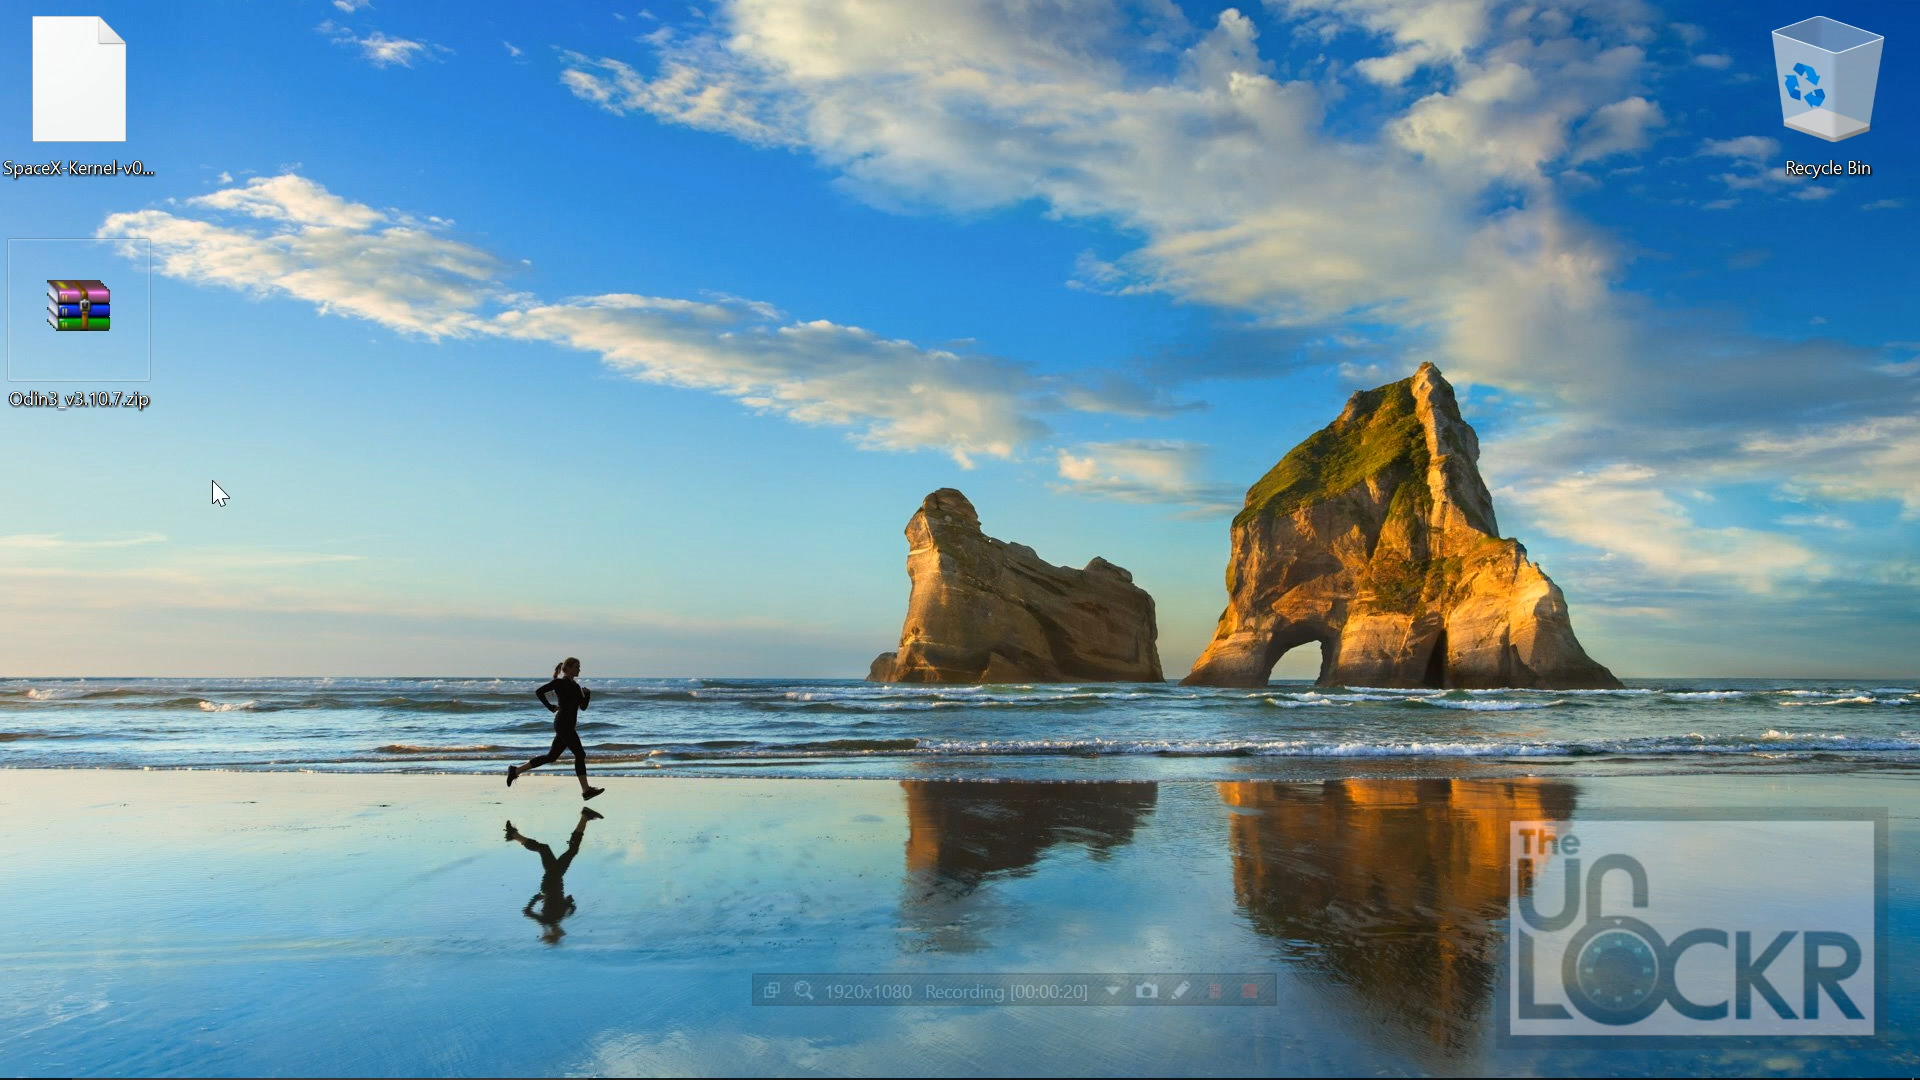 SpaceX-Kernel-v0...
Recycle Bin
Odin3_v3.10.7.zip
The
UN
LOCKR
1920x1080 Recording [00:00:20]